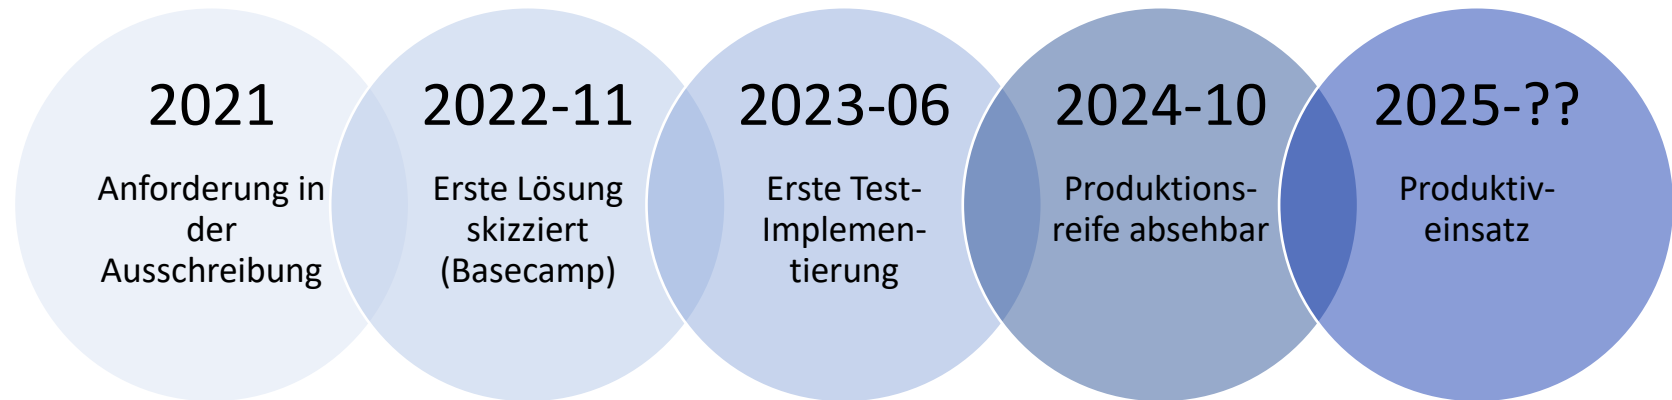 2021
Anforderung in
der
Ausschreibung
2022-11
Erste Lösung
skizziert
(Basecamp)
2023-06
Erste Test-
Implemen-
tierung
2024-10
Produktions-
reife absehbar
2025-??
Produktiv-
einsatz